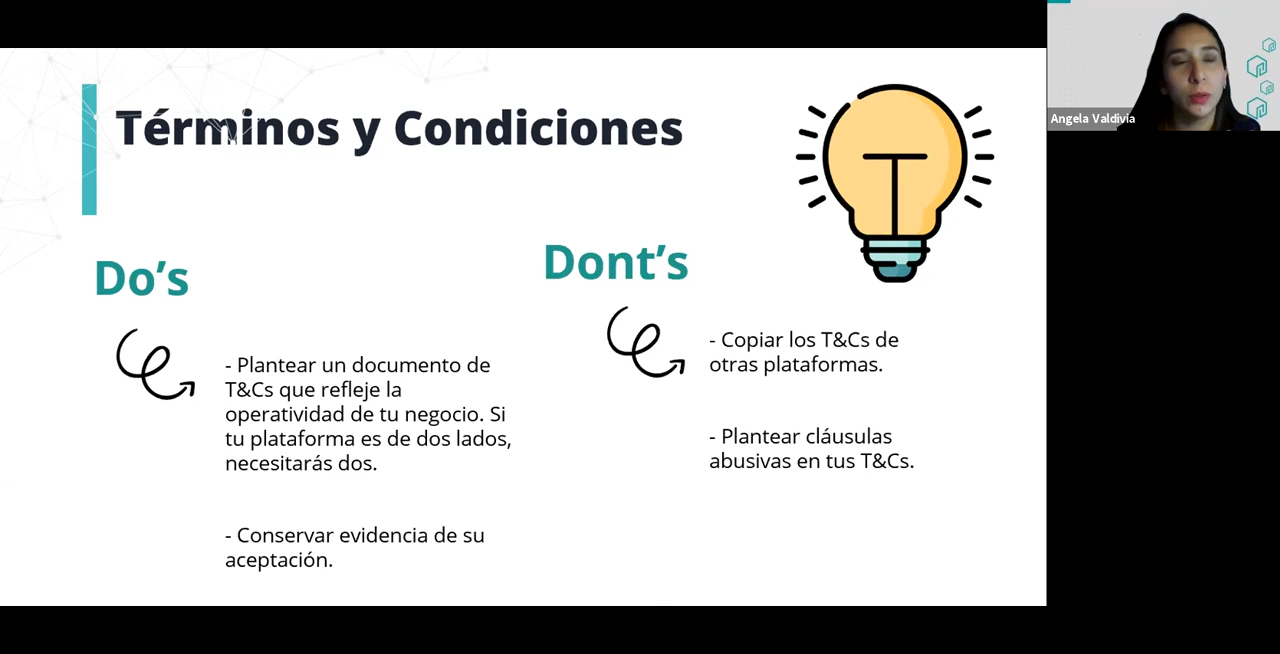 Términos y Condiciones
Do's
- Plantear un documento de
T&Cs que refleje la
operatividad de tu negocio. Si
tu plataforma es de dos lados,
necesitarás dos.
- Conservar evidencia de su
aceptación.
Dont’s
- Copiar los T&Cs de
otras plataformas.
- Plantear cláusulas
abusivas en tus T&Cs.
Angela Valdivia